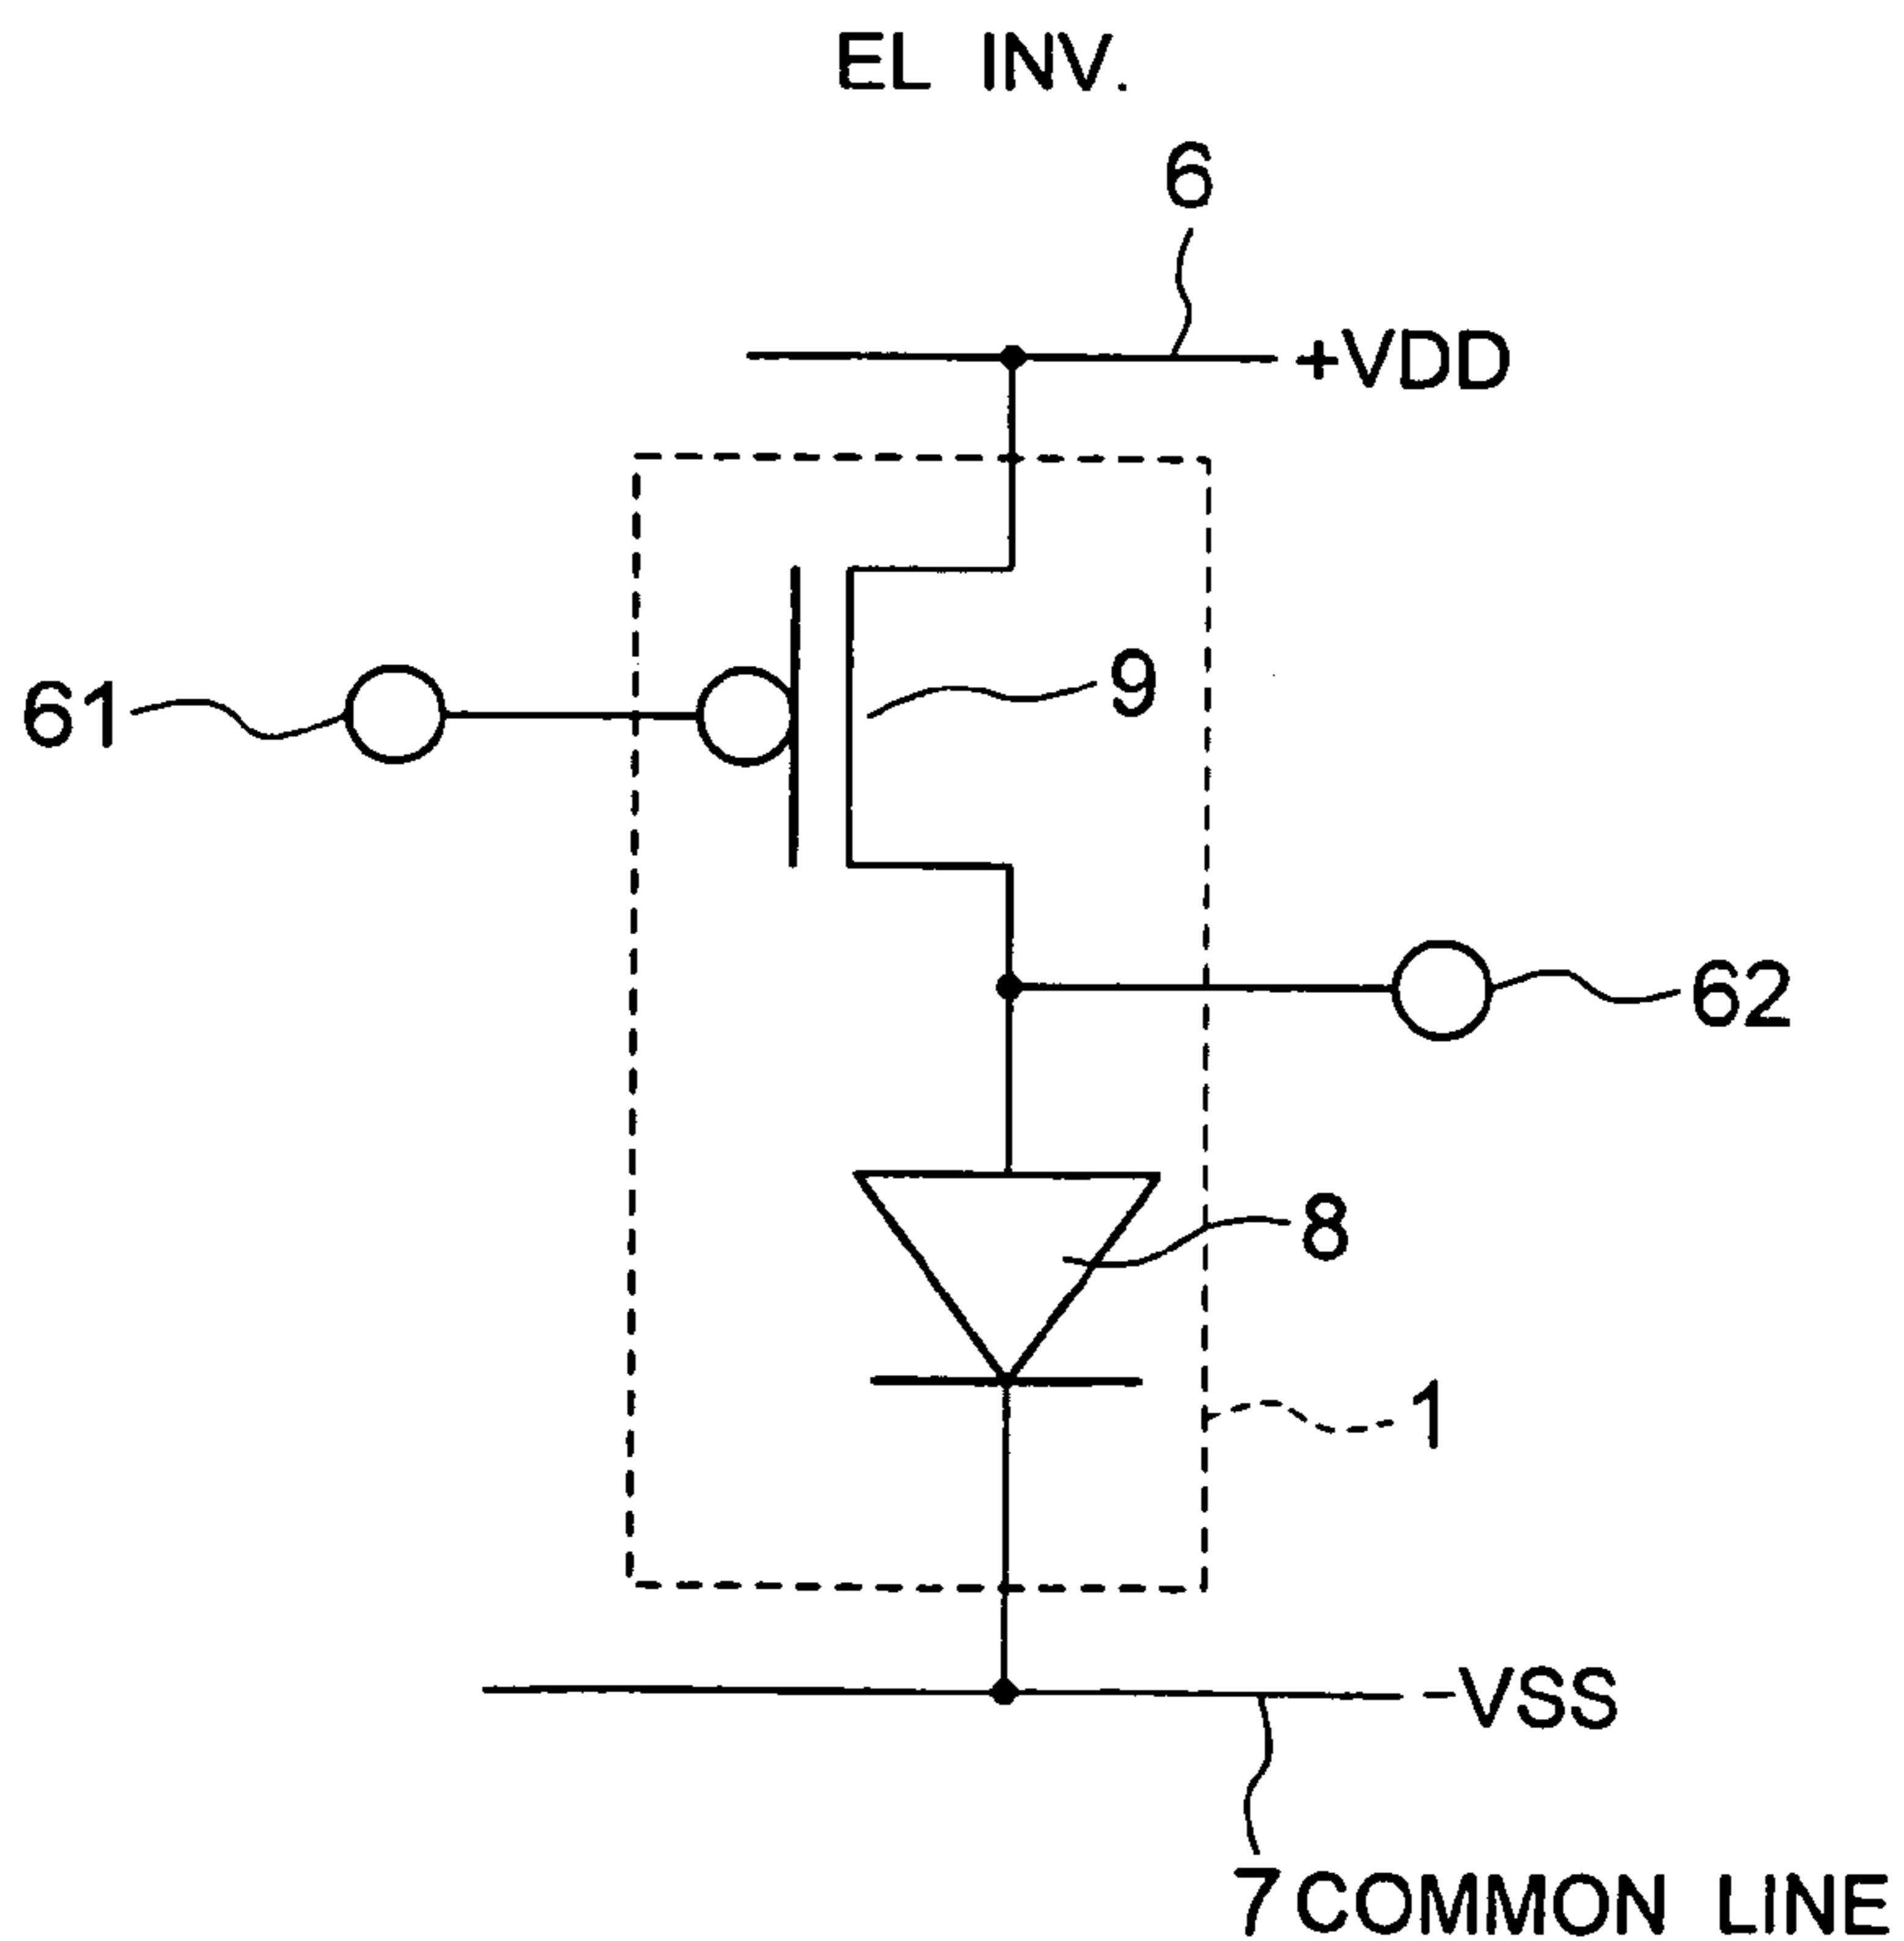 EL INV.
6
+VDD
61
9
62
8
1
-VSS
7 COMMON LINE